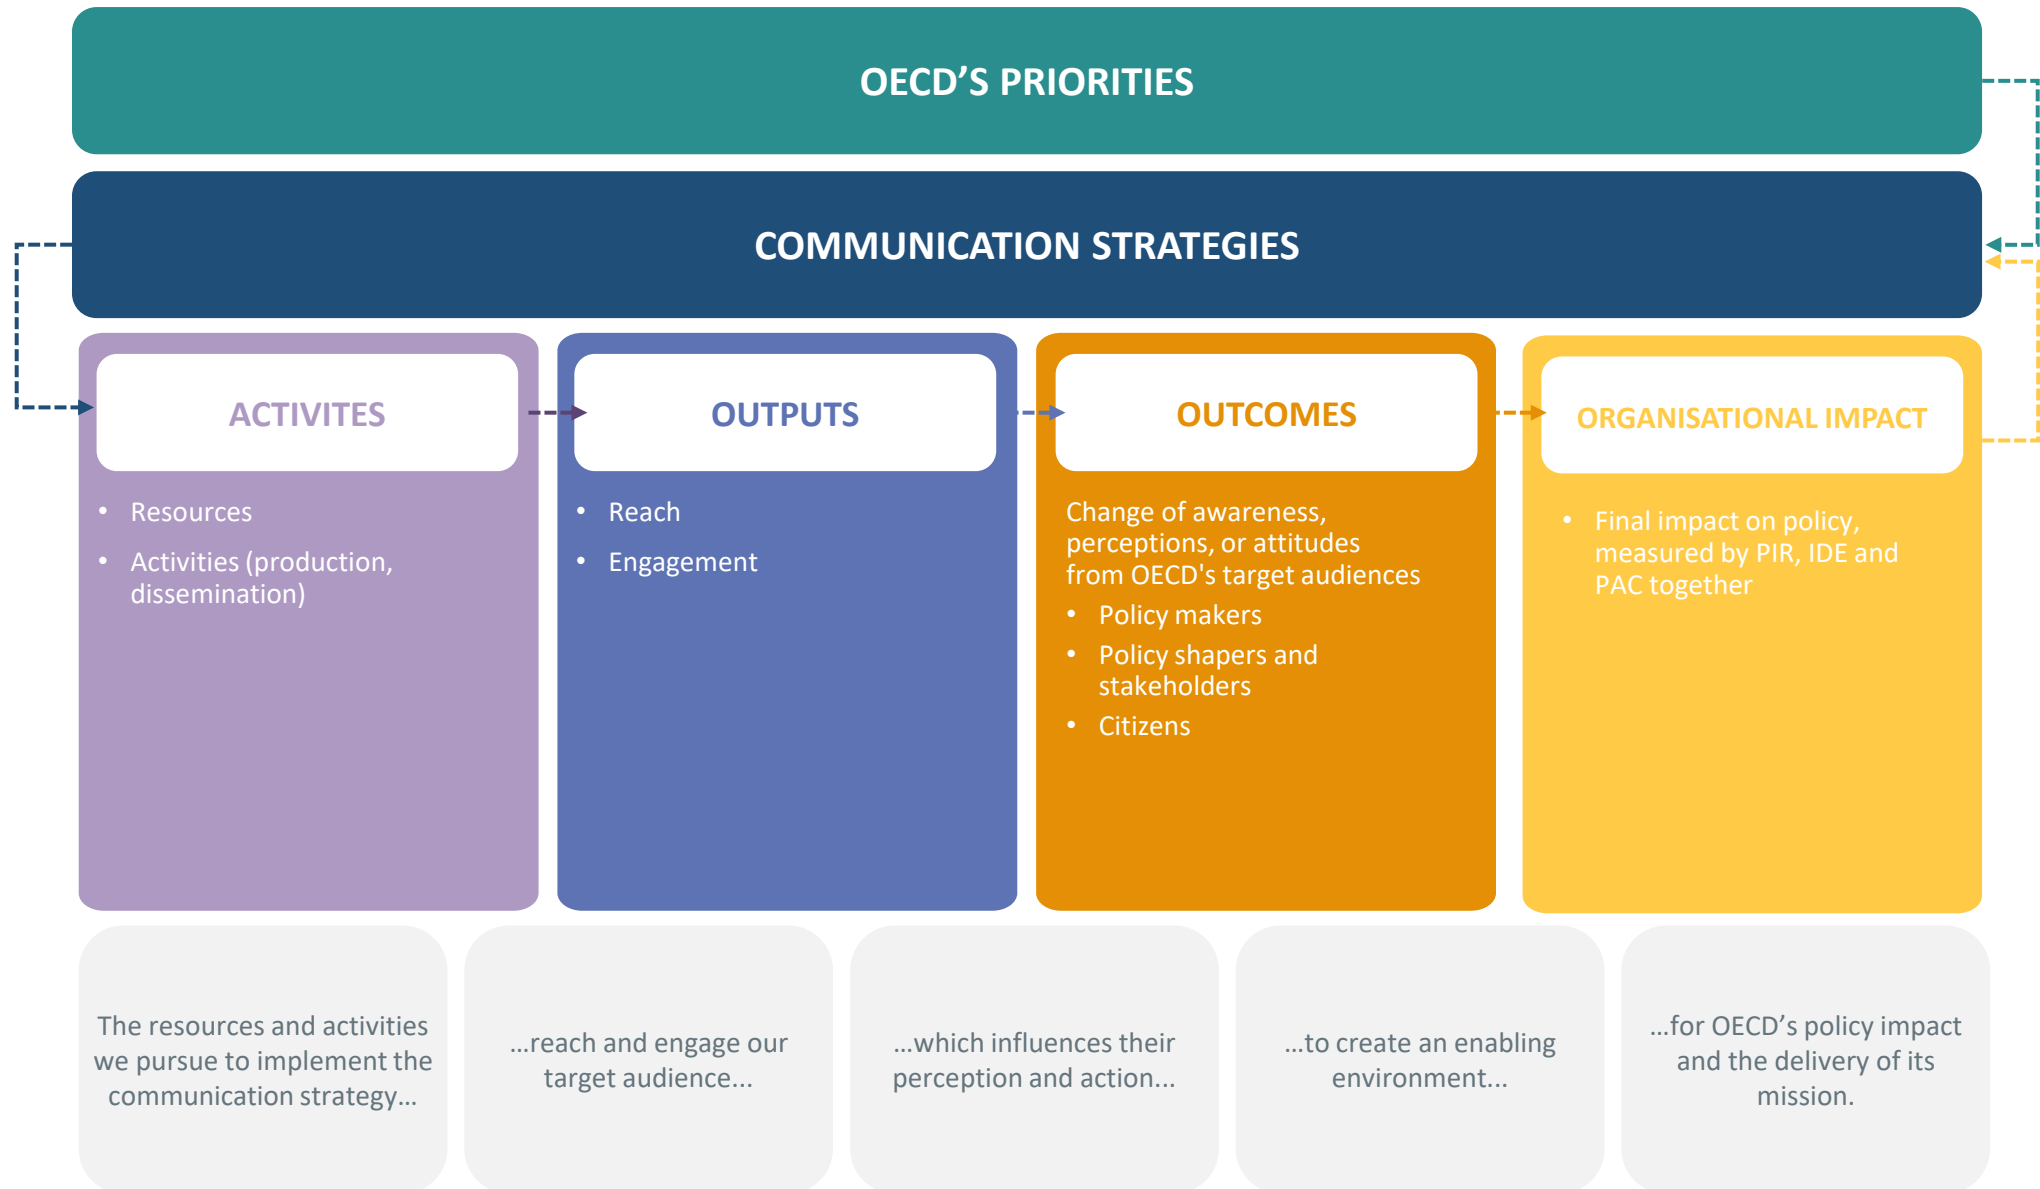 OECD’S PRIORITIES
COMMUNICATION STRATEGIES
ACTIVITES
• Resources
• Activities (production,
dissemination)
OUTPUTS
• Reach
• Engagement
OUTCOMES
Change of awareness,
perceptions, or attitudes
from OECD's target audiences
• Policy makers
• Policy shapers and
stakeholders
• Citizens
ORGANISATIONAL IMPACT
• Final impact on policy,
measured by PIR, IDE and
PAC together
The resources and activities
we pursue to implement the
communication strategy...
...reach and engage our
target audience...
...which influences their
perception and action...
...to create an enabling
environment...
...for OECD’s policy impact
and the delivery of its
mission.